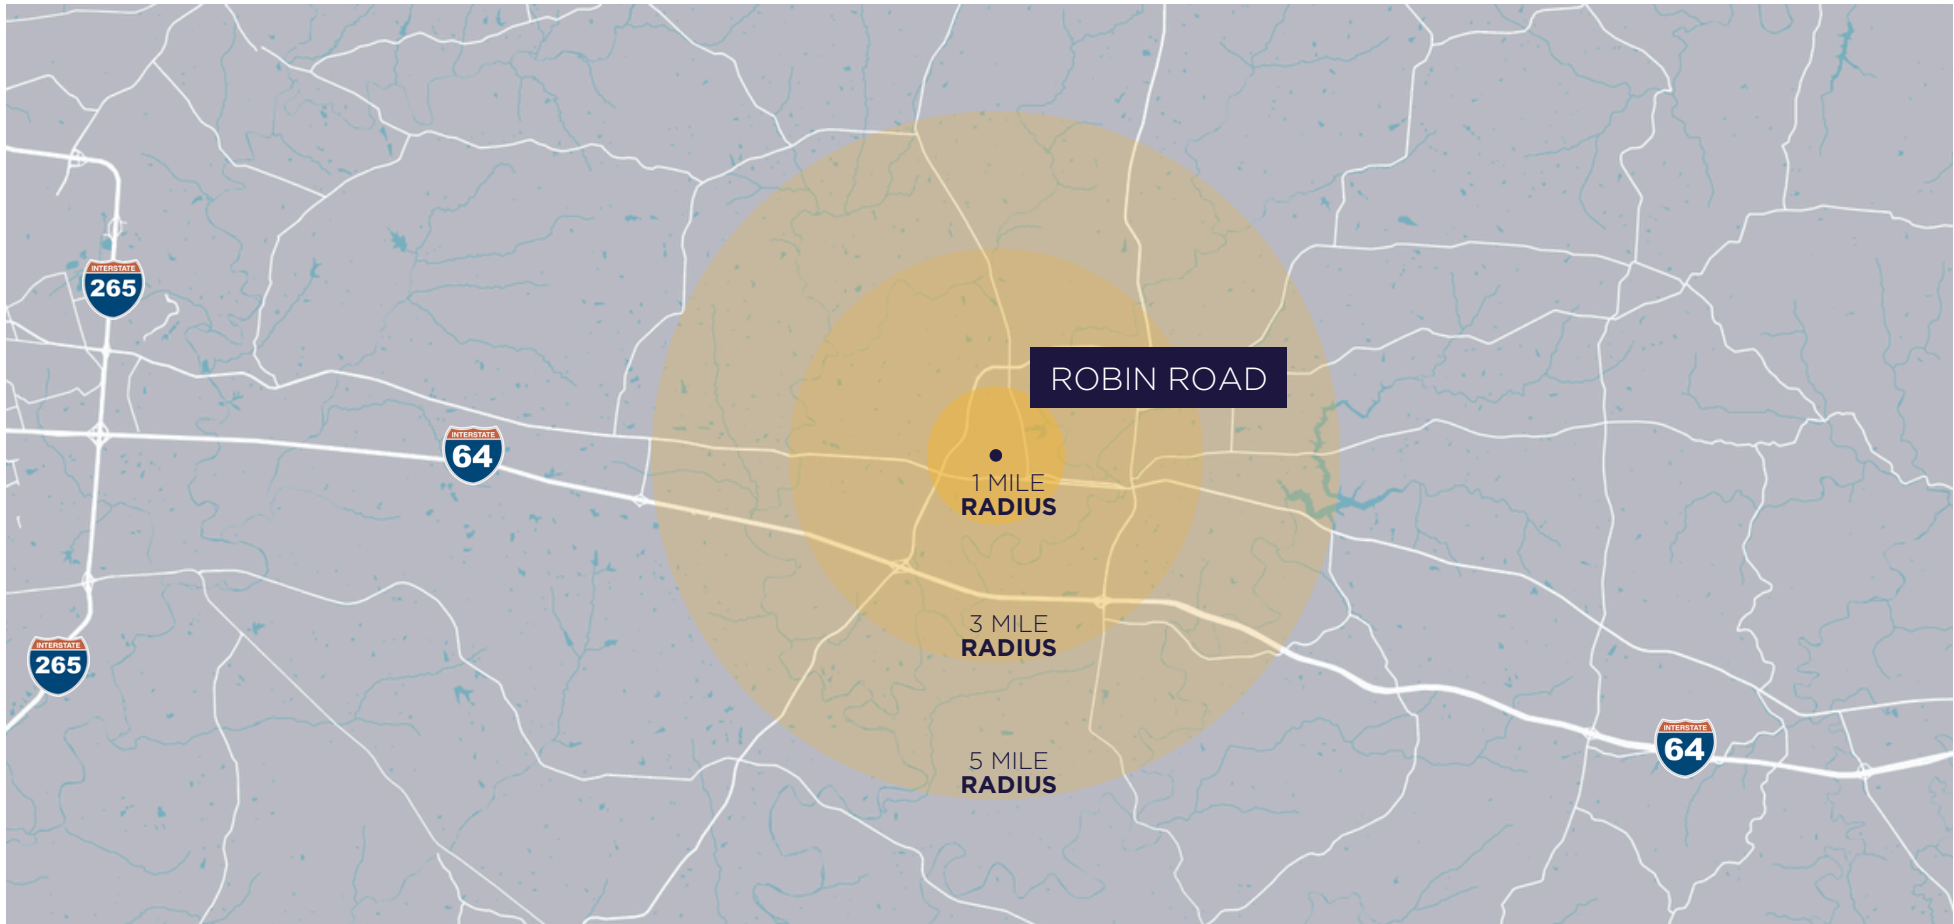 INTERSTATE
265
ROBIN ROAD
INTERSTATE
64
1 MILE
RADIUS
3 MILE
RADIUS
INTERSTATE
265
INTERSTATE
64
5 MILE
RADIUS